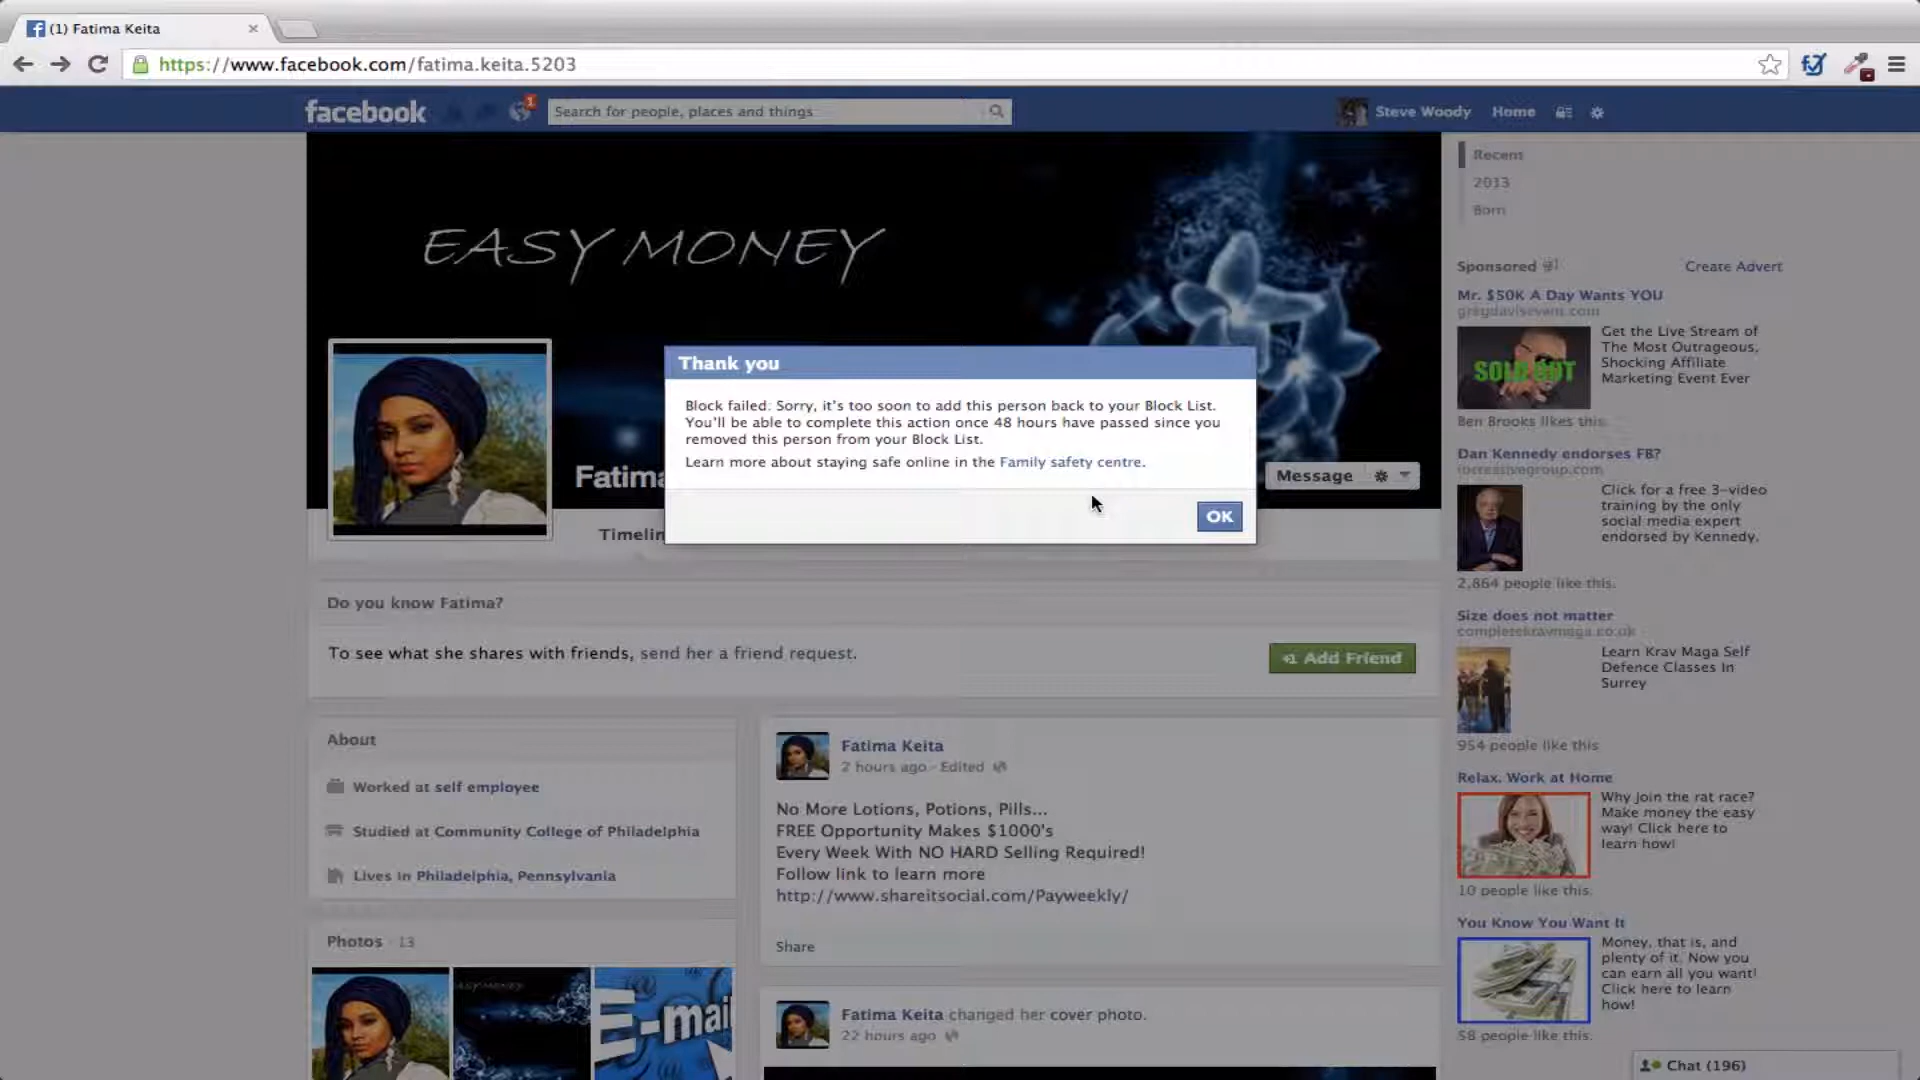 (1) Fatima Keita
https://www.facebook.com/fatima.keita.5203
facebook
1
Search for people, places and things
Steve Woody
Home
EASY MONEY
Fatima
Message
Timelin
Thank you
Block failed: Sorry, it's too soon to add this person back to your Block List.
You'll be able to complete this action once 48 hours have passed since you
removed this person from your Block List.
Learn more about staying safe online in the Family safety centre.
OK
Do you know Fatima?
To see what she shares with friends, send her a friend request.
+1 Add Friend
About
Worked at self employee
Studied at Community College of Philadelphia
Lives in Philadelphia, Pennsylvania
Photos · 13
E-mail
Fatima Keita
2 hours ago · Edited
No More Lotions, Potions, Pills...
FREE Opportunity Makes $1000's
Every Week With NO HARD Selling Required!
Follow link to learn more
http://www.shareitsocial.com/Payweekly/
Share
Fatima Keita changed her cover photo.
22 hours ago
Recent
2013
Born
Sponsored
Create Advert
Mr. $50K A Day Wants YOU
gregdavisevent.com
SOLD OUT
Get the Live Stream of
The Most Outrageous,
Shocking Affiliate
Marketing Event Ever
Ben Brooks likes this.
Dan Kennedy endorses FB?
increasivegroup.com
Click for a free 3-video
training by the only
social media expert
endorsed by Kennedy.
2,864 people like this.
Size does not matter
completekravmaga.co.uk
Learn Krav Maga Self
Defence Classes In
Surrey
954 people like this.
Relax. Work at Home
Why join the rat race?
Make money the easy
way! Click here to
learn how!
10 people like this.
You Know You Want It
Money, that is, and
plenty of it. Now you
can earn all you want!
Click here to learn
how!
58 people like this.
Chat (196)